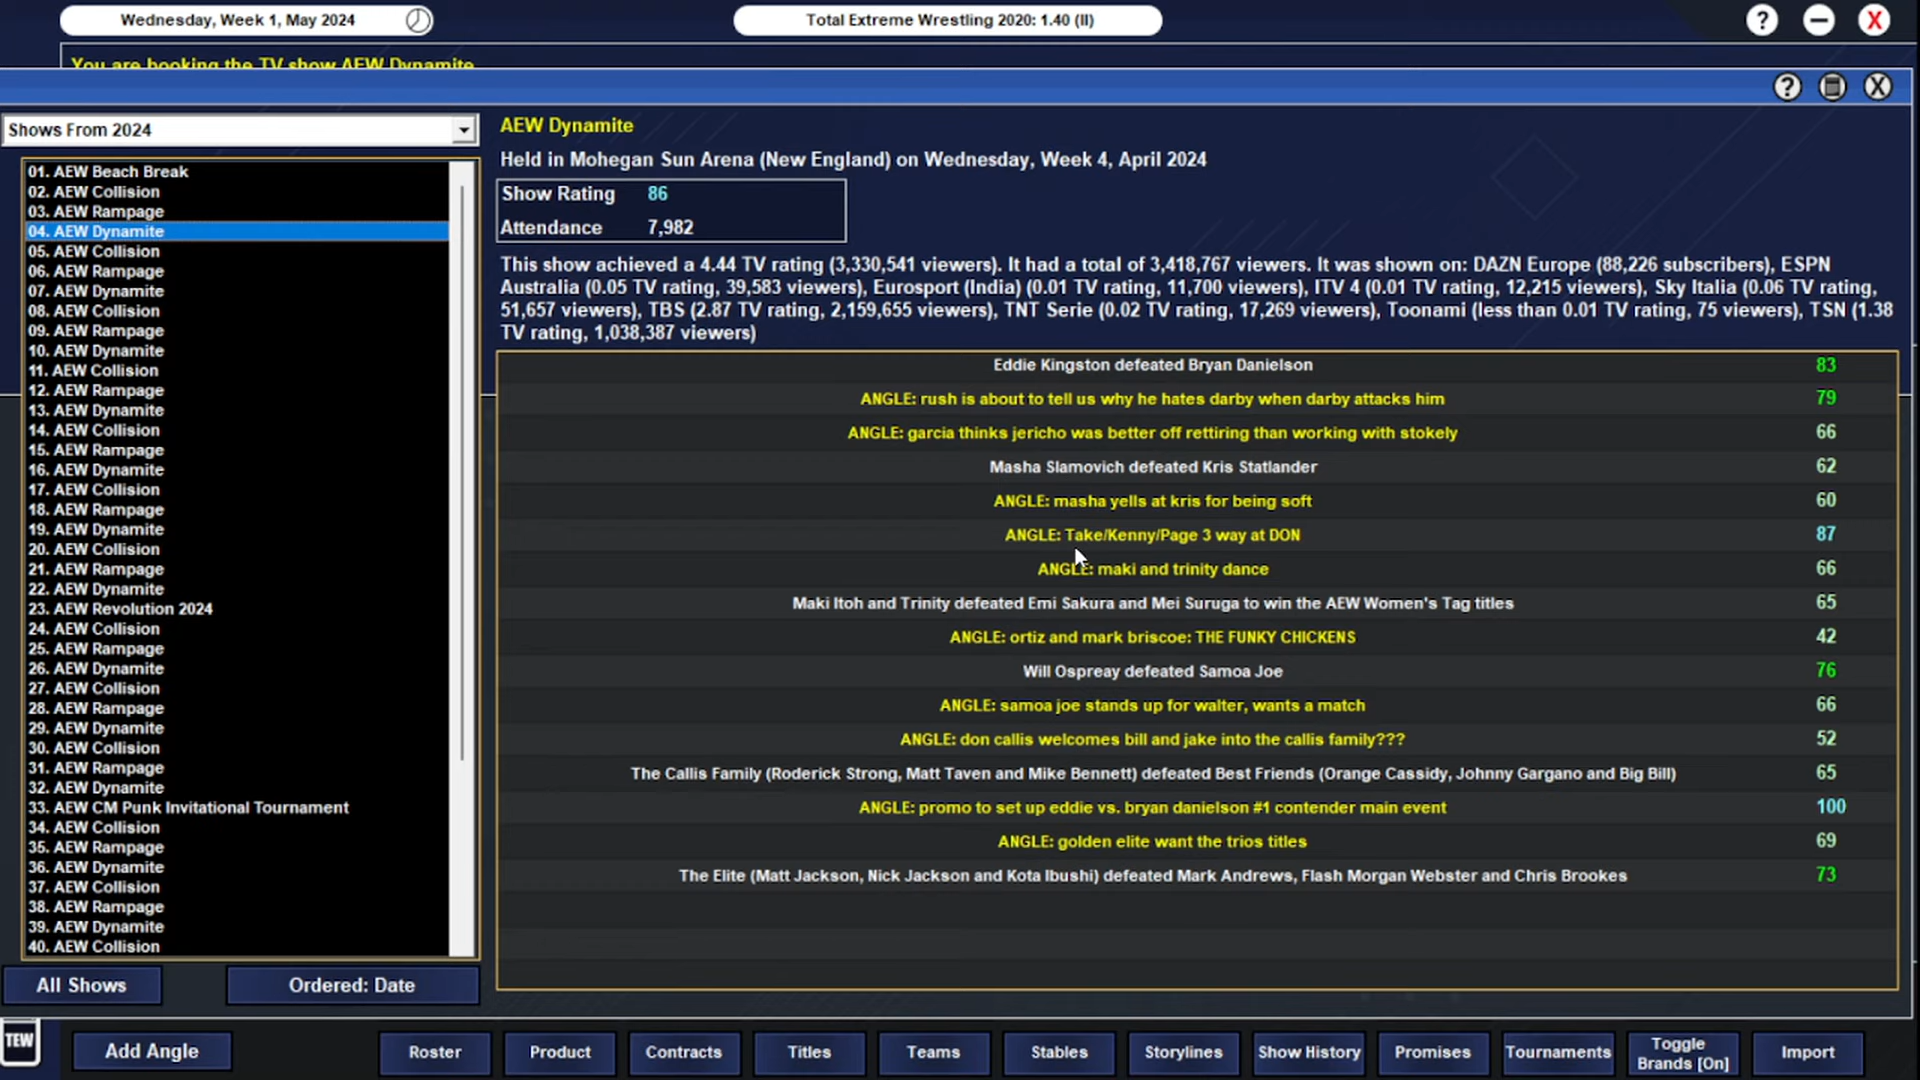 Wednesday, Week 1, May 2024
Total Extreme Wrestling 2020: 1.40 (II)
?
X
You are booking the TV show AEW Dynamite
?
X
Shows From 2024
01. AEW Beach Break
02. AEW Collision
03. AEW Rampage
04. AEW Dynamite
05. AEW Collision
06. AEW Rampage
07. AEW Dynamite
08. AEW Collision
09. AEW Rampage
10. AEW Dynamite
11. AEW Collision
12. AEW Rampage
13. AEW Dynamite
14. AEW Collision
15. AEW Rampage
16. AEW Dynamite
17. AEW Collision
18. AEW Rampage
19. AEW Dynamite
20. AEW Collision
21. AEW Rampage
22. AEW Dynamite
23. AEW Revolution 2024
24. AEW Collision
25. AEW Rampage
26. AEW Dynamite
27. AEW Collision
28. AEW Rampage
29. AEW Dynamite
30. AEW Collision
31. AEW Rampage
32. AEW Dynamite
33. AEW CM Punk Invitational Tournament
34. AEW Collision
35. AEW Rampage
36. AEW Dynamite
37. AEW Collision
38. AEW Rampage
39. AEW Dynamite
40. AEW Collision
All Shows
Ordered: Date
AEW Dynamite
Held in Mohegan Sun Arena (New England) on Wednesday, Week 4, April 2024
Show Rating 86
Attendance 7,982
This show achieved a 4.44 TV rating (3,330,541 viewers). It had a total of 3,418,767 viewers. It was shown on: DAZN Europe (88,226 subscribers), ESPN
Australia (0.05 TV rating, 39,583 viewers), Eurosport (India) (0.01 TV rating, 11,700 viewers), ITV 4 (0.01 TV rating, 12,215 viewers), Sky Italia (0.06 TV rating,
51,657 viewers), TBS (2.87 TV rating, 2,159,655 viewers), TNT Serie (0.02 TV rating, 17,269 viewers), Toonami (less than 0.01 TV rating, 75 viewers), TSN (1.38
TV rating, 1,038,387 viewers)
Eddie Kingston defeated Bryan Danielson 83
ANGLE: rush is about to tell us why he hates darby when darby attacks him 79
ANGLE: garcia thinks jericho was better off rettiring than working with stokely 66
Masha Slamovich defeated Kris Statlander 62
ANGLE: masha yells at kris for being soft 60
ANGLE: Take/Kenny/Page 3 way at DON 87
ANGLE: maki and trinity dance 66
Maki Itoh and Trinity defeated Emi Sakura and Mei Suruga to win the AEW Women's Tag titles 65
ANGLE: ortiz and mark briscoe: THE FUNKY CHICKENS 42
Will Ospreay defeated Samoa Joe 76
ANGLE: samoa joe stands up for walter, wants a match 66
ANGLE: don callis welcomes bill and jake into the callis family??? 52
The Callis Family (Roderick Strong, Matt Taven and Mike Bennett) defeated Best Friends (Orange Cassidy, Johnny Gargano and Big Bill) 65
ANGLE: promo to set up eddie vs. bryan danielson #1 contender main event 100
ANGLE: golden elite want the trios titles 69
The Elite (Matt Jackson, Nick Jackson and Kota Ibushi) defeated Mark Andrews, Flash Morgan Webster and Chris Brookes 73
TEW
Add Angle
Roster
Product
Contracts
Titles
Teams
Stables
Storylines
Show History
Promises
Tournaments
Toggle
Brands [On]
Import